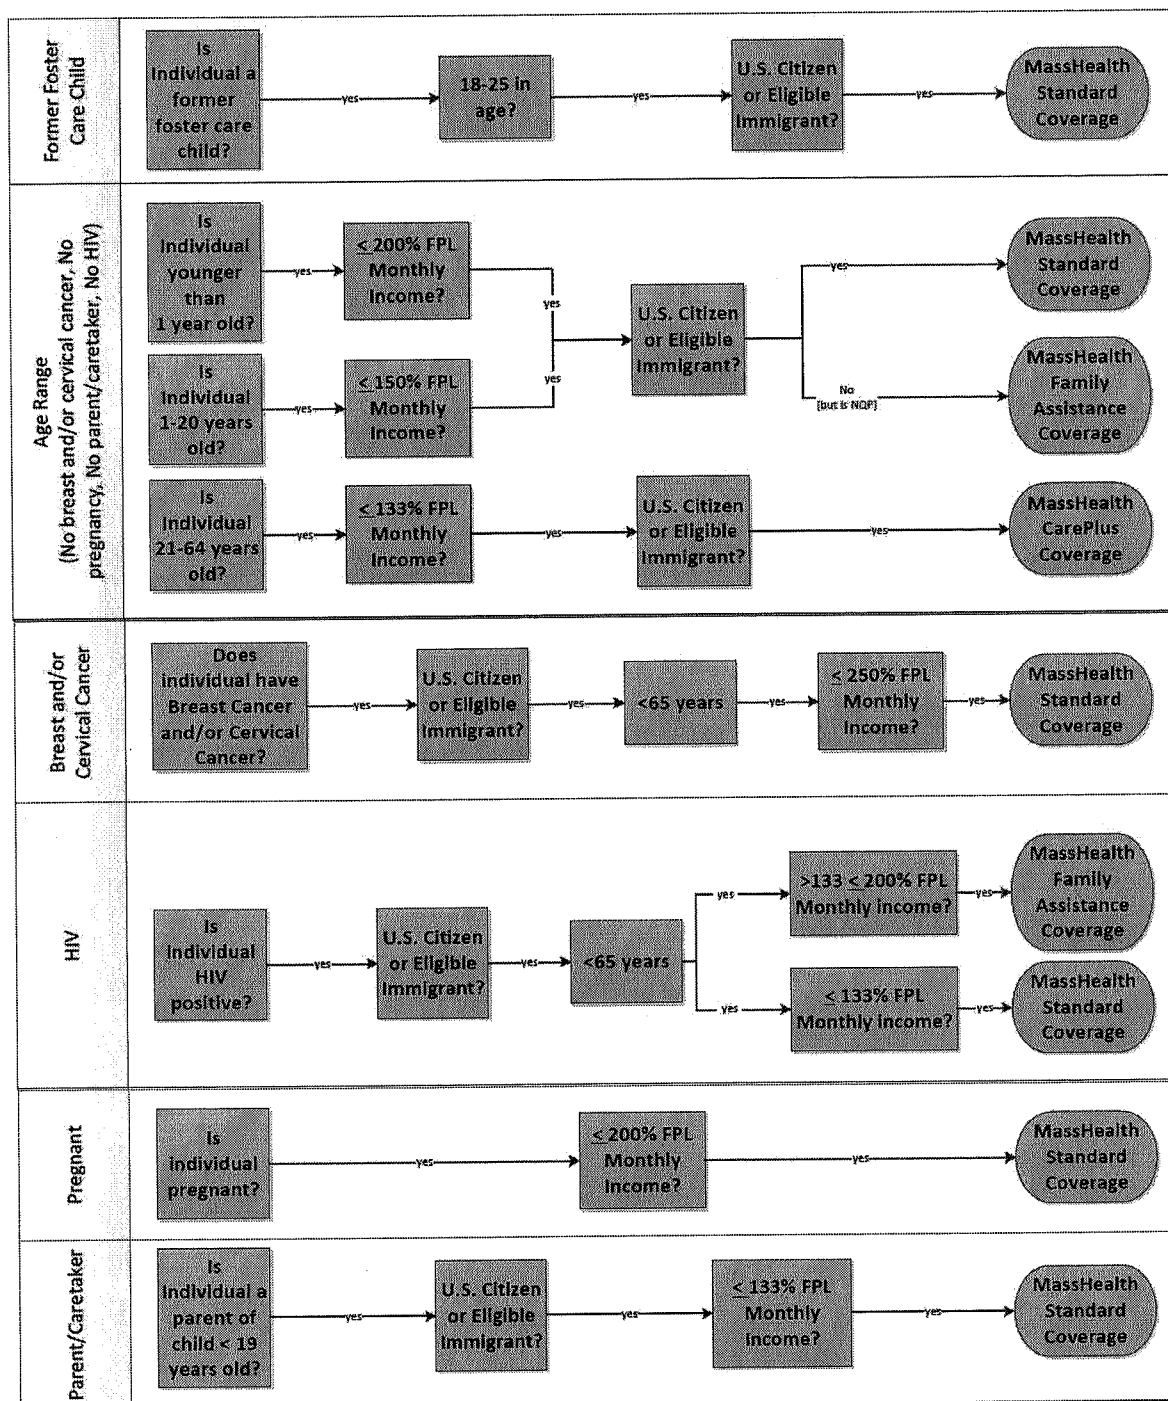 Former Foster
Care Child
Is
Individual a
former
foster care
child?
yes
18-25 in
age?
yes
U.S. Citizen
or Eligible
Immigrant?
yes
MassHealth
Standard
Coverage
Age Range
(No breast and/or cervical cancer, No
pregnancy, No parent/caretaker, No HIV)
Is
Individual
younger
than
1 year old?
yes
≤ 200% FPL
Monthly
Income?
yes
Is
Individual
1-20 years
old?
yes
≤ 150% FPL
Monthly
Income?
yes
U.S. Citizen
or Eligible
Immigrant?
yes
MassHealth
Standard
Coverage
No
[but is NQP]
MassHealth
Family
Assistance
Coverage
Is
Individual
21-64 years
old?
yes
≤ 133% FPL
Monthly
Income?
yes
U.S. Citizen
or Eligible
Immigrant?
yes
MassHealth
CarePlus
Coverage
Breast and/or
Cervical Cancer
Does
individual have
Breast Cancer
and/or Cervical
Cancer?
yes
U.S. Citizen
or Eligible
Immigrant?
yes
<65 years
yes
≤ 250% FPL
Monthly
Income?
yes
MassHealth
Standard
Coverage
HIV
Is
individual
HIV
positive?
yes
U.S. Citizen
or Eligible
Immigrant?
yes
<65 years
yes
>133 ≤ 200% FPL
Monthly income?
yes
MassHealth
Family
Assistance
Coverage
yes
≤ 133% FPL
Monthly income?
yes
MassHealth
Standard
Coverage
Pregnant
Is
individual
pregnant?
yes
≤ 200% FPL
Monthly
Income?
yes
MassHealth
Standard
Coverage
Parent/Caretaker
Is
Individual a
parent of
child < 19
years old?
yes
U.S. Citizen
or Eligible
Immigrant?
yes
≤ 133% FPL
Monthly
Income?
yes
MassHealth
Standard
Coverage